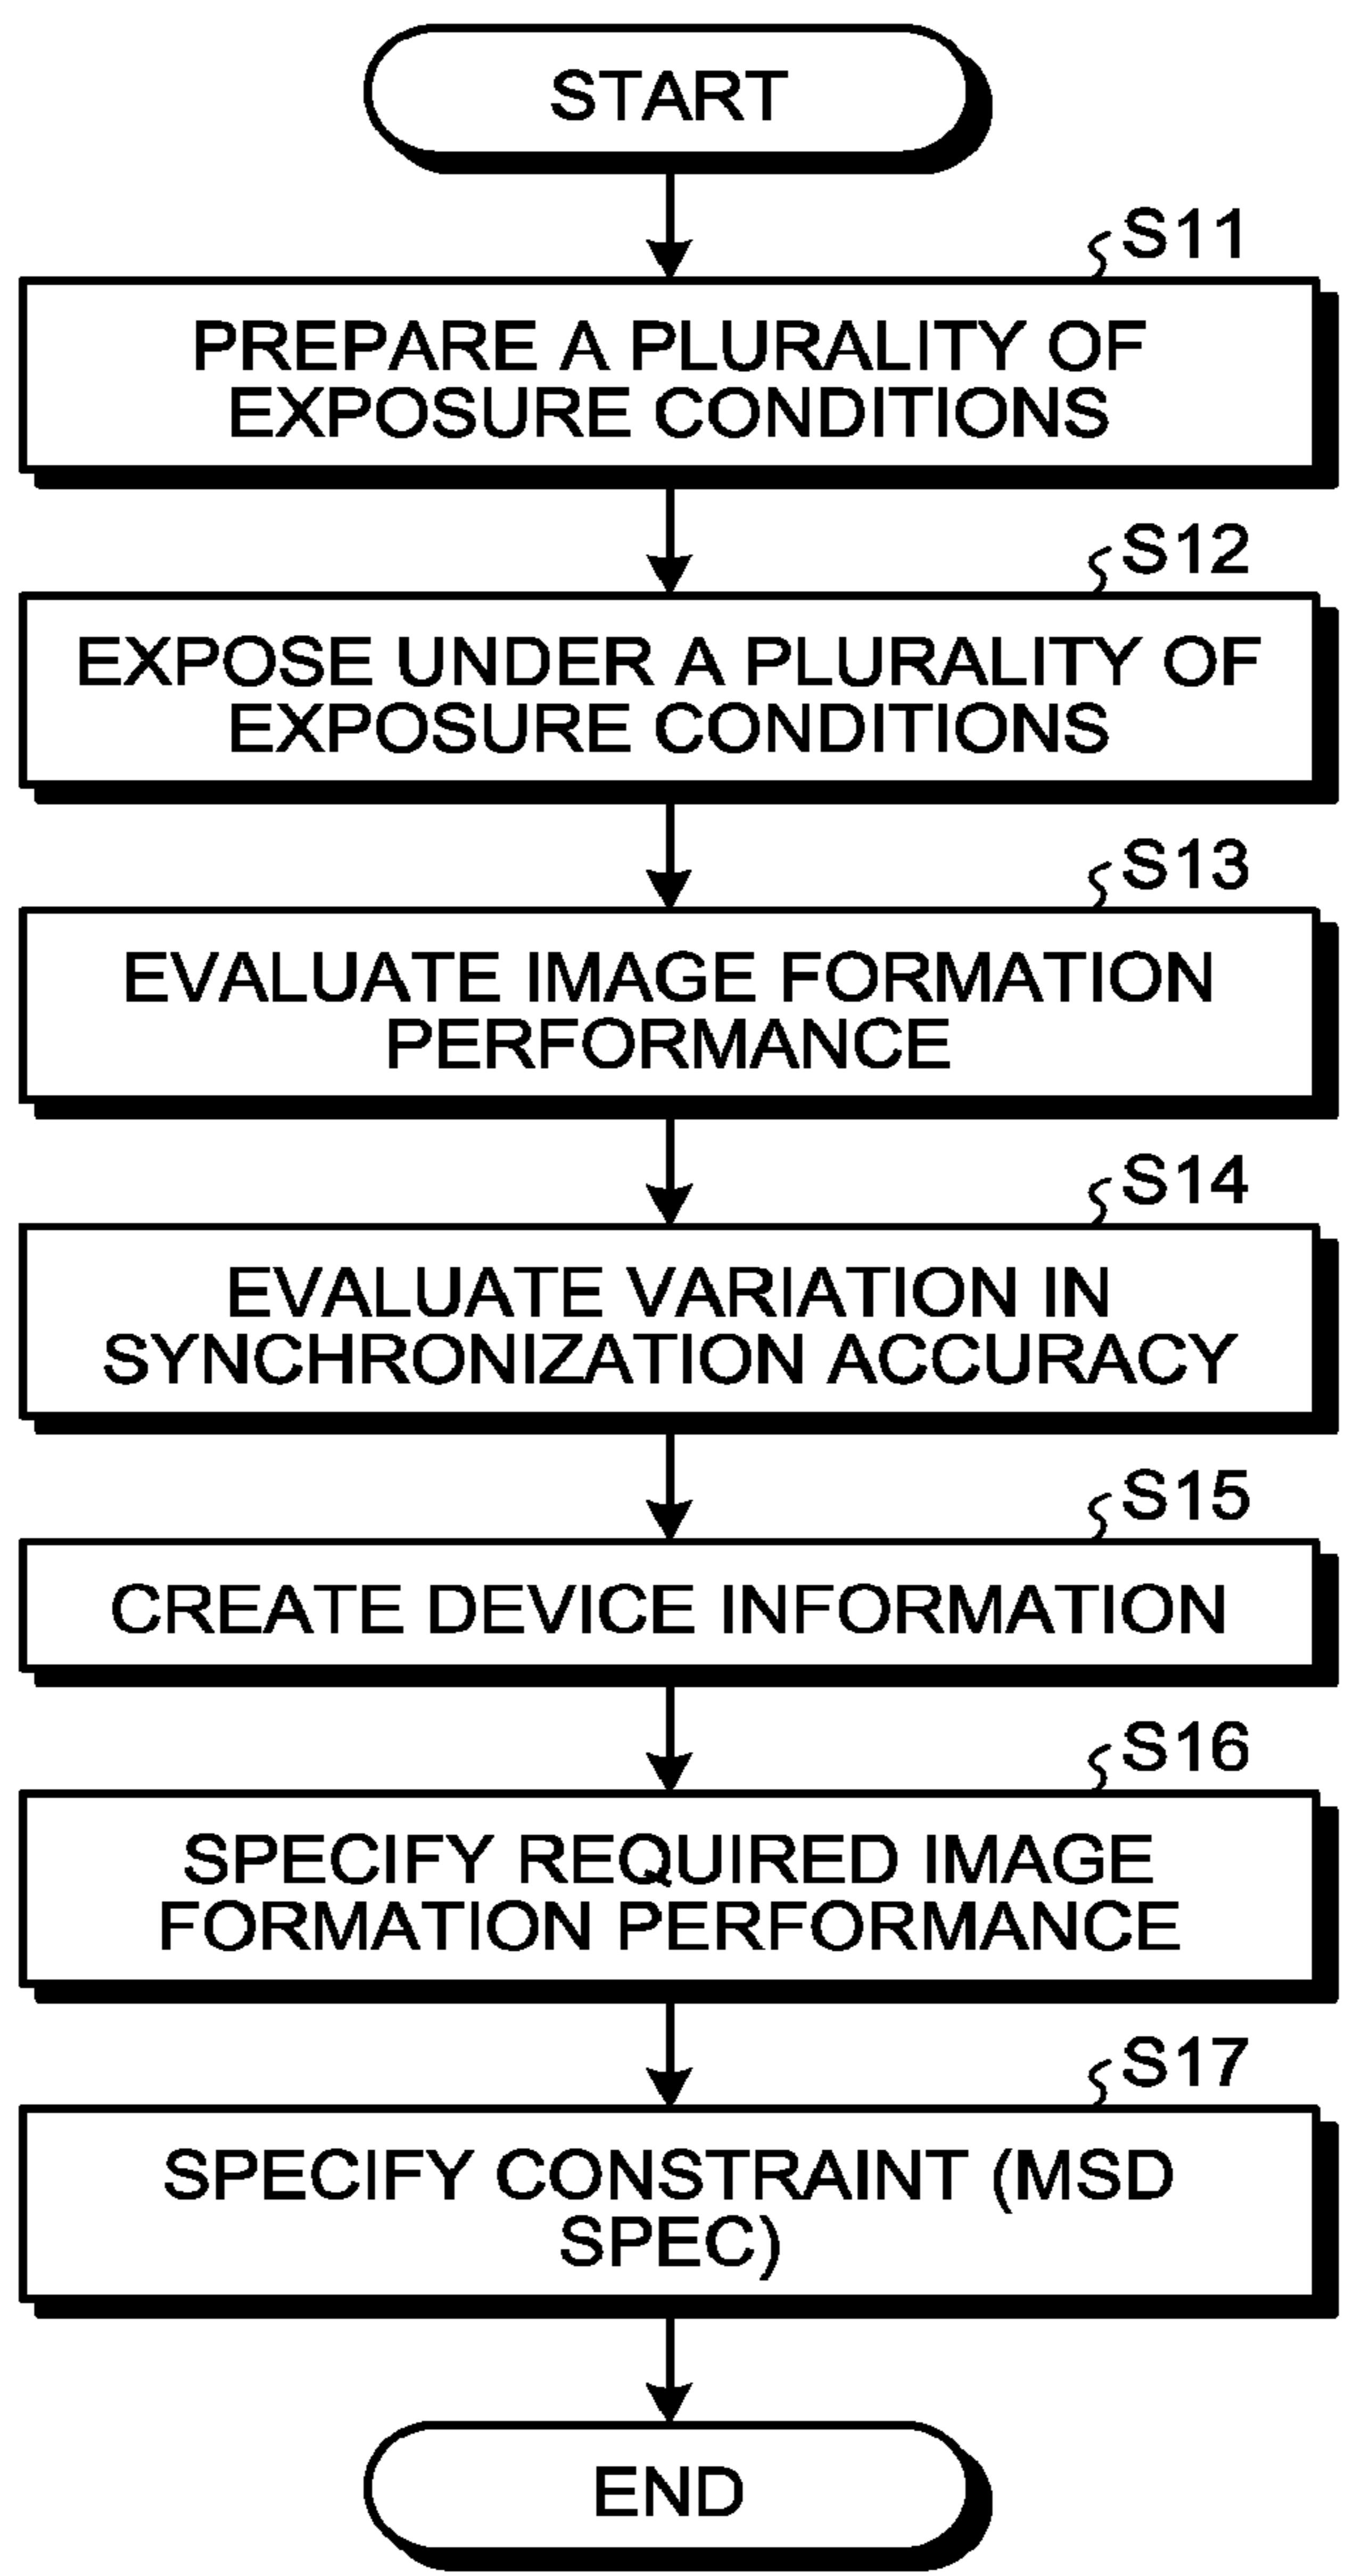 START
S11
PREPARE A PLURALITY OF
EXPOSURE CONDITIONS
S12
EXPOSE UNDER A PLURALITY OF
EXPOSURE CONDITIONS
S13
EVALUATE IMAGE FORMATION
PERFORMANCE
S14
EVALUATE VARIATION IN
SYNCHRONIZATION ACCURACY
S15
CREATE DEVICE INFORMATION
S16
SPECIFY REQUIRED IMAGE
FORMATION PERFORMANCE
S17
SPECIFY CONSTRAINT (MSD
SPEC)
END